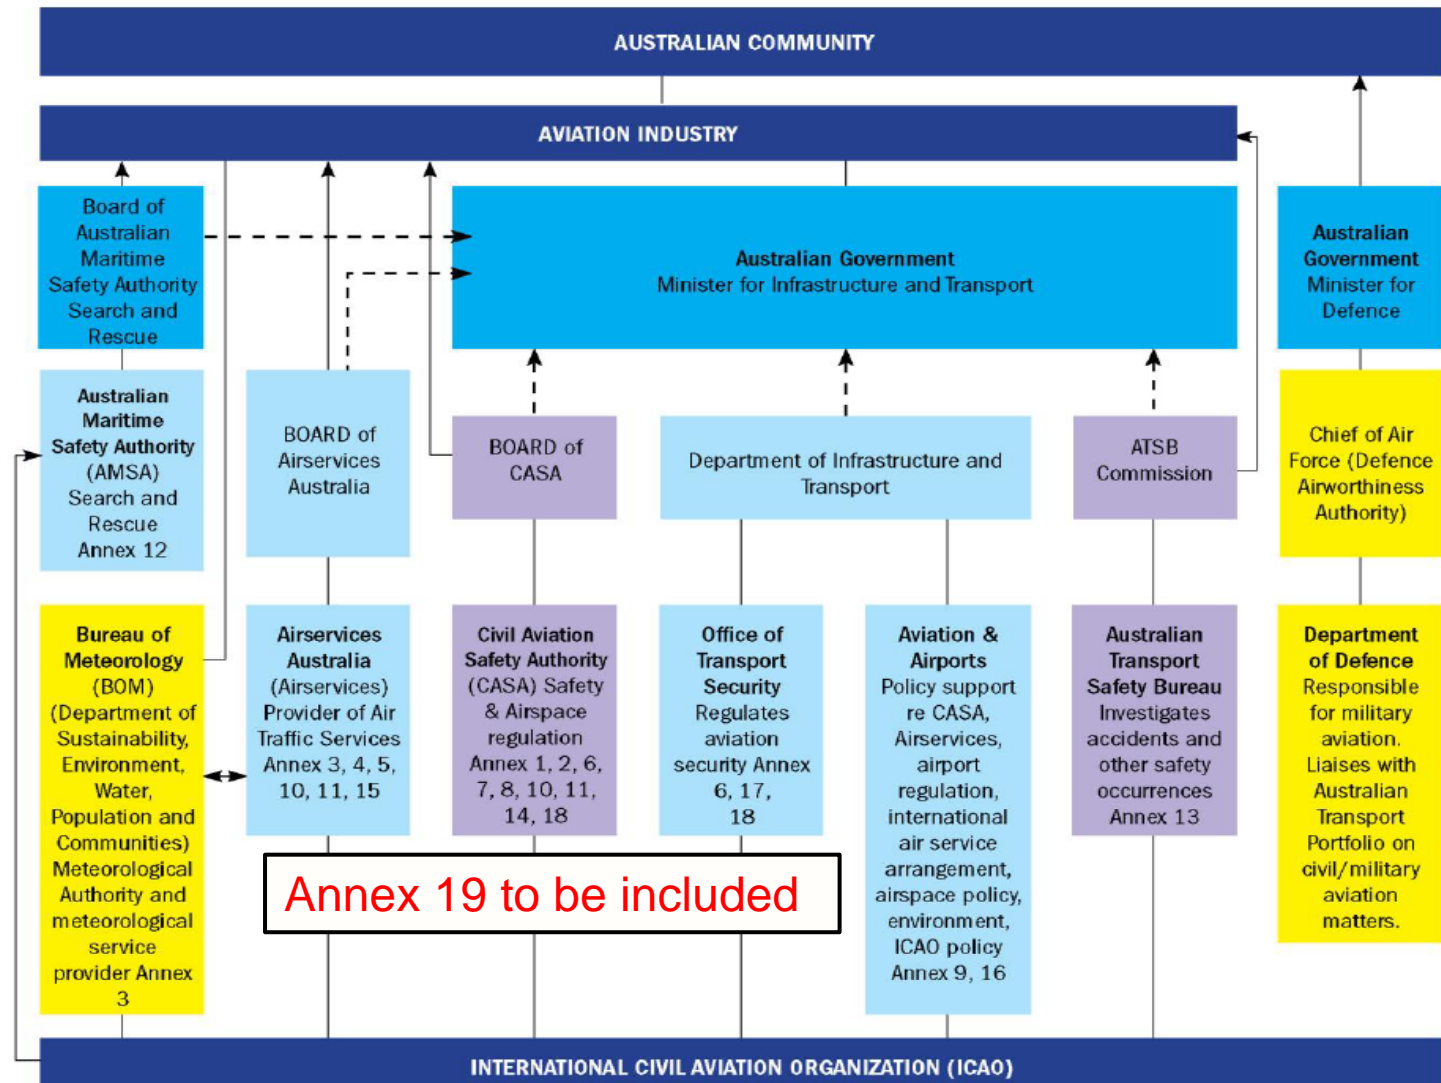 AUSTRALIAN COMMUNITY
AVIATION INDUSTRY
Board of
Australian
Maritime
Safety Authority
Search and
Rescue
Australian Government
Minister for Infrastructure and Transport
Australian
Government
Minister for
Defence
Australian
Maritime
Safety Authority
(AMSA)
Search and
Rescue
Annex 12
BOARD of
Airservices
Australia
BOARD of
CASA
Department of Infrastructure and
Transport
ATSB
Commission
Chief of Air
Force (Defence
Airworthiness
Authority)
Bureau of
Meteorology
(BOM)
(Department of
Sustainability,
Environment,
Water,
Population and
Communities)
Meteorological
Authority and
meteorological
service
provider Annex
3
Airservices
Australia
(Airservices)
Provider of Air
Traffic Services
Annex 3, 4, 5,
10, 11, 15
Civil Aviation
Safety Authority
(CASA) Safety
& Airspace
regulation
Annex 1, 2, 6,
7, 8, 10, 11,
14, 18
Office of
Transport
Security
Regulates
aviation
security Annex
6, 17,
18
Aviation &
Airports
Policy support
re CASA,
Airservices,
airport
regulation,
international
air service
arrangement,
airspace policy,
environment,
ICAO policy
Annex 9, 16
Australian
Transport
Safety Bureau
Investigates
accidents and
other safety
occurrences
Annex 13
Department
of Defence
Responsible
for military
aviation.
Liaises with
Australian
Transport
Portfolio on
civil/military
aviation
matters.
Annex 19 to be included
INTERNATIONAL CIVIL AVIATION ORGANIZATION (ICAO)